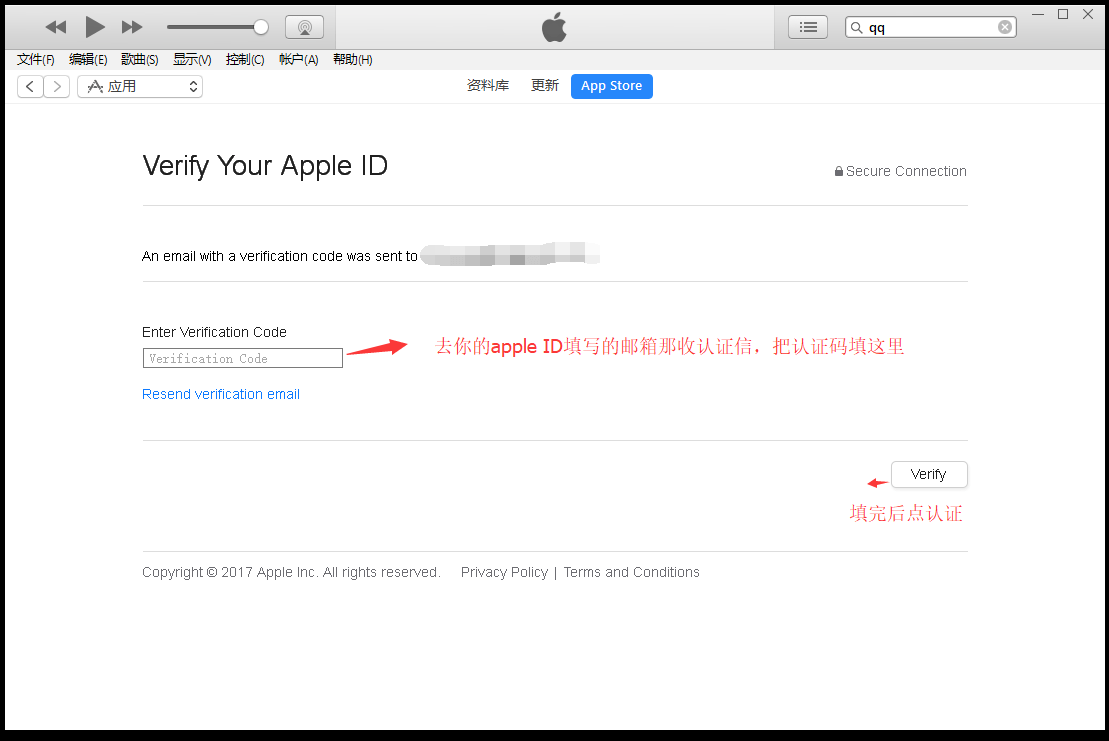 qq
文件(F) 编辑(E) 歌曲(S) 显示(V) 控制(C) 帐户(A) 帮助(H)
应用 资料库 更新 App Store
Verify Your Apple ID
Secure Connection
An email with a verification code was sent to
Enter Verification Code
Verification Code
去你的apple ID填写的邮箱那收认证信，把认证码填这里
Resend verification email
Verify
填完后点认证
Copyright © 2017 Apple Inc. All rights reserved. Privacy Policy | Terms and Conditions